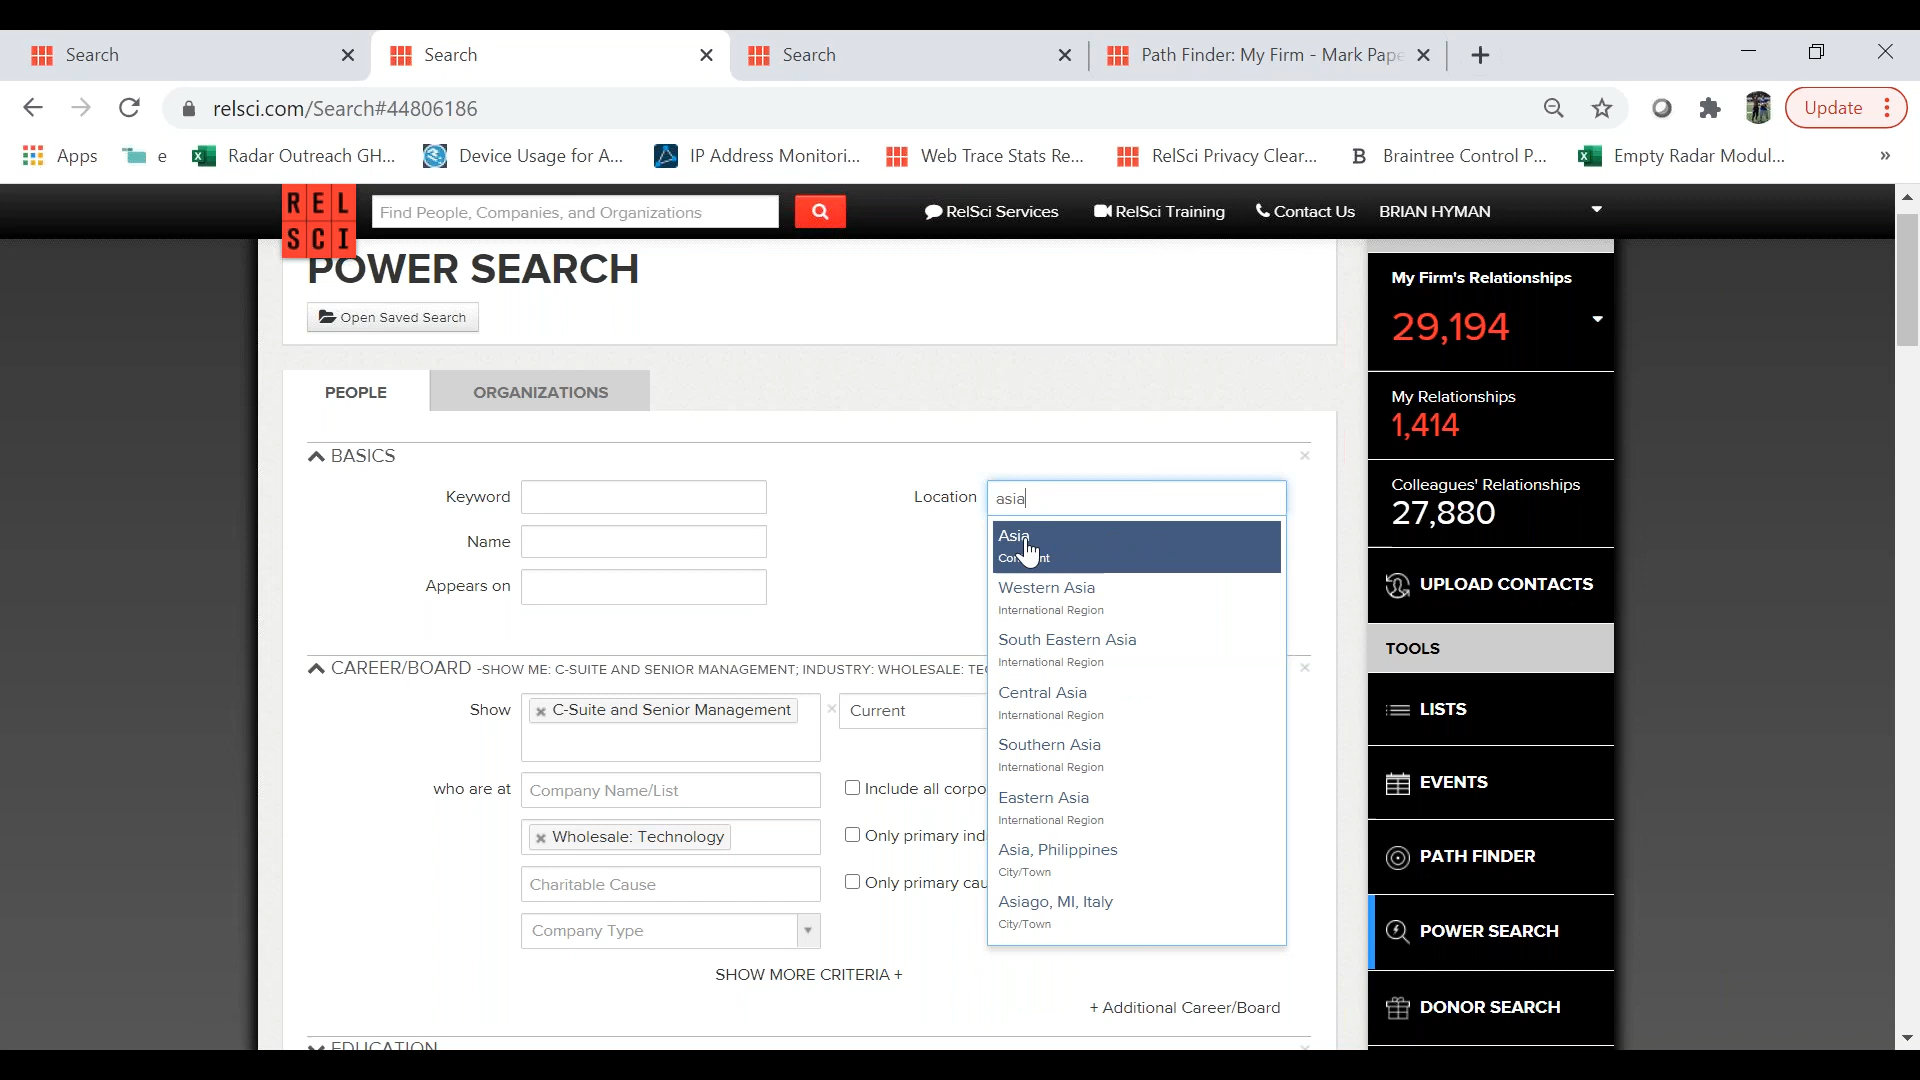 Search
Search
Search
Path Finder: My Firm - Mark Pape
relsci.com/Search#44806186
Update
Apps
e
Radar Outreach GH...
Device Usage for A...
IP Address Monitori...
Web Trace Stats Re...
RelSci Privacy Clear...
Braintree Control P...
Empty Radar Modul...
REL
SCI
Find People, Companies, and Organizations
RelSci Services
RelSci Training
Contact Us
BRIAN HYMAN
POWER SEARCH
Open Saved Search
PEOPLE
ORGANIZATIONS
BASICS
Keyword
Name
Appears on
Location
asia
Asia
Western Asia
International Region
South Eastern Asia
International Region
Central Asia
International Region
Southern Asia
International Region
Eastern Asia
International Region
Asia, Philippines
City/Town
Asiago, MI, Italy
City/Town
CAREER/BOARD -SHOW ME: C-SUITE AND SENIOR MANAGEMENT; INDUSTRY: WHOLESALE: TE
Show
C-Suite and Senior Management
Current
who are at
Company Name/List
Include all corpo
Wholesale: Technology
Only primary ind
Charitable Cause
Only primary cau
Company Type
SHOW MORE CRITERIA +
+ Additional Career/Board
EDUCATION
My Firm's Relationships
29,194
My Relationships
1,414
Colleagues' Relationships
27,880
UPLOAD CONTACTS
TOOLS
LISTS
EVENTS
PATH FINDER
POWER SEARCH
DONOR SEARCH